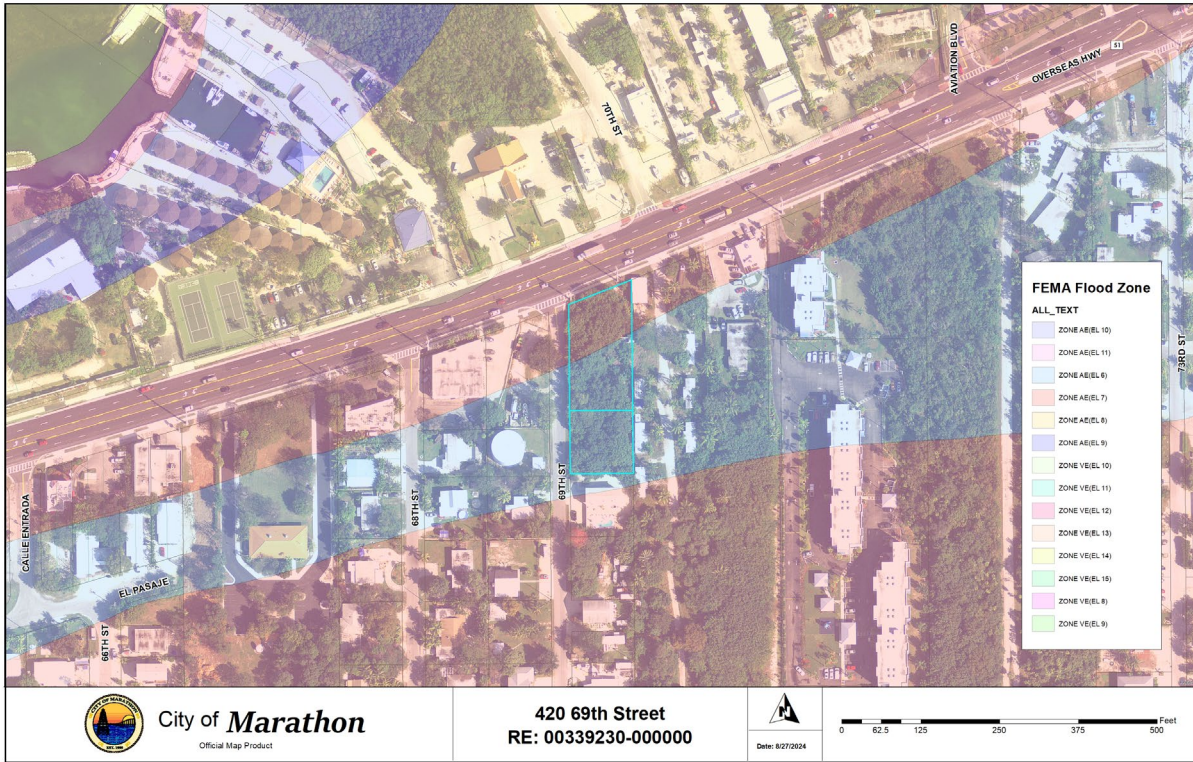 70TH ST
AVIATION BLVD
OVERSEAS HWY
51
73RD ST
69TH ST
68TH ST
CALLE ENTRADA
EL PASAJE
66TH ST
FEMA Flood Zone
ALL_TEXT
ZONE AE(EL 10)
ZONE AE(EL 11)
ZONE AE(EL 6)
ZONE AE(EL 7)
ZONE AE(EL 8)
ZONE AE(EL 9)
ZONE VE(EL 10)
ZONE VE(EL 11)
ZONE VE(EL 12)
ZONE VE(EL 13)
ZONE VE(EL 14)
ZONE VE(EL 15)
ZONE VE(EL 8)
ZONE VE(EL 9)
CITY OF MARATHON
City of Marathon
Official Map Product
420 69th Street
RE: 00339230-000000
N
Date: 8/27/2024
Feet
0 62.5 125 250 375 500